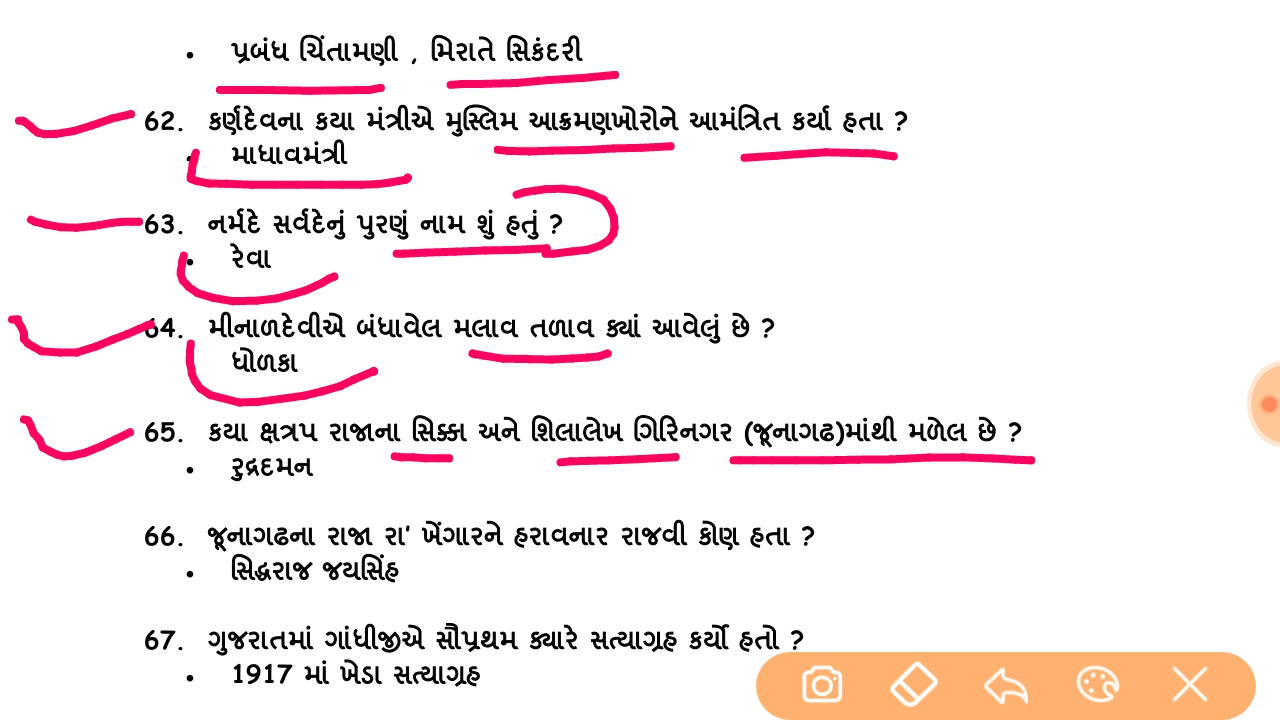 • પ્રબંધ ચિંતામણી , મિરાતે સિકંદરી
62. કર્ણદેવના કયા મંત્રીએ મુસ્લિમ આક્રમણખોરોને આમંત્રિત કર્યા હતા ?
• માધાવમંત્રી
63. નર્મદે સર્વદેનું પુરણું નામ શું હતું ?
• રેવા
64. મીનાળદેવીએ બંધાવેલ મલાવ તળાવ ક્યાં આવેલું છે ?
ધોળકા
65. કયા ક્ષત્રપ રાજાના સિક્કા અને શિલાલેખ ગિરિનગર (જૂનાગઢ)માંથી મળેલ છે ?
• રુદ્રદમન
66. જૂનાગઢના રાજા રા' ખેંગારને હરાવનાર રાજવી કોણ હતા ?
• સિદ્ધરાજ જયસિંહ
67. ગુજરાતમાં ગાંધીજીએ સૌપ્રથમ ક્યારે સત્યાગ્રહ કર્યો હતો ?
• 1917 માં ખેડા સત્યાગ્રહ